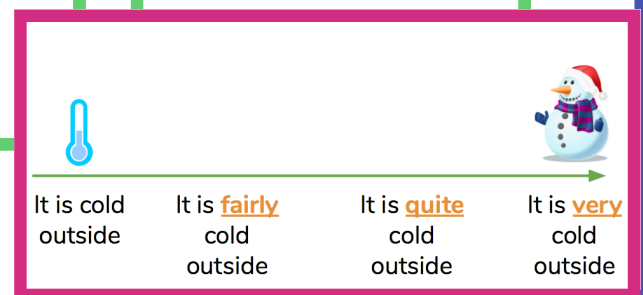 It is cold
outside
It is fairly
cold
outside
It is quite
cold
outside
It is very
cold
outside